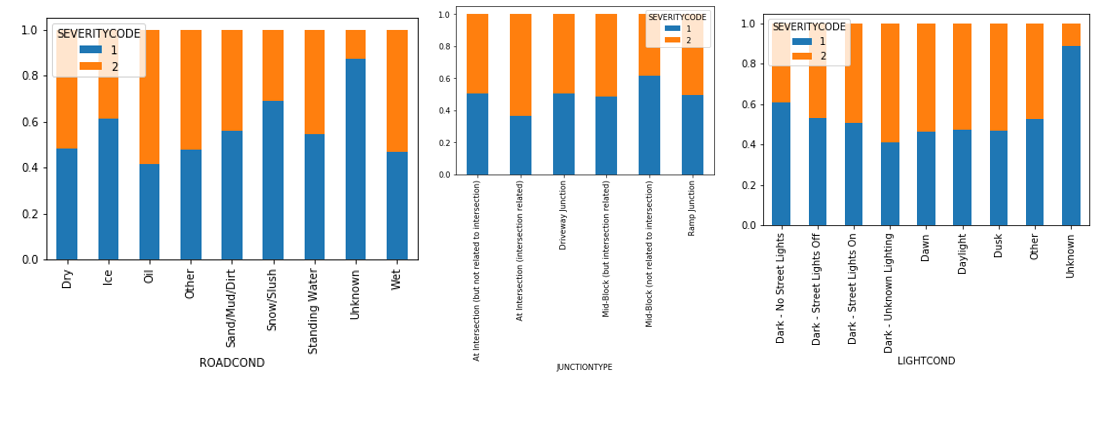 SEVERITYCODE
1
2
1.0
0.8
0.6
0.4
0.2
0.0
Dry
Ice
Oil
Other
Sand/Mud/Dirt
Snow/Slush
Standing Water
Unknown
Wet
ROADCOND
SEVERITYCODE
1
2
1.0
0.8
0.6
0.4
0.2
0.0
At Intersection (but not related to intersection)
At Intersection (intersection related)
Driveway Junction
Mid-Block (but intersection related)
Mid-Block (not related to intersection)
Ramp Junction
JUNCTIONTYPE
SEVERITYCODE
1
2
1.0
0.8
0.6
0.4
0.2
0.0
Dark - No Street Lights
Dark - Street Lights Off
Dark - Street Lights On
Dark - Unknown Lighting
Dawn
Daylight
Dusk
Other
Unknown
LIGHTCOND